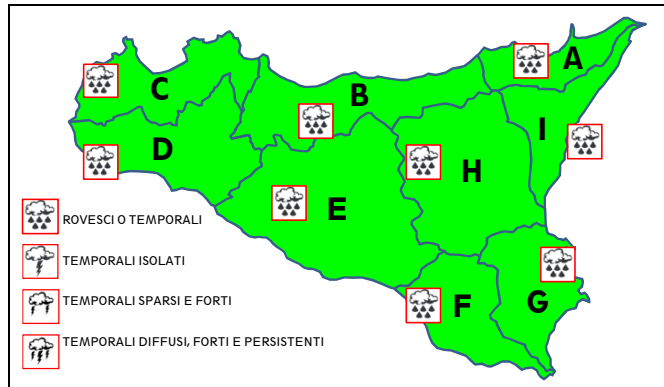 A
C
B
I
D
H
E
ROVESCI O TEMPORALI
TEMPORALI ISOLATI
F
G
TEMPORALI SPARSI E FORTI
TEMPORALI DIFFUSI, FORTI E PERSISTENTI